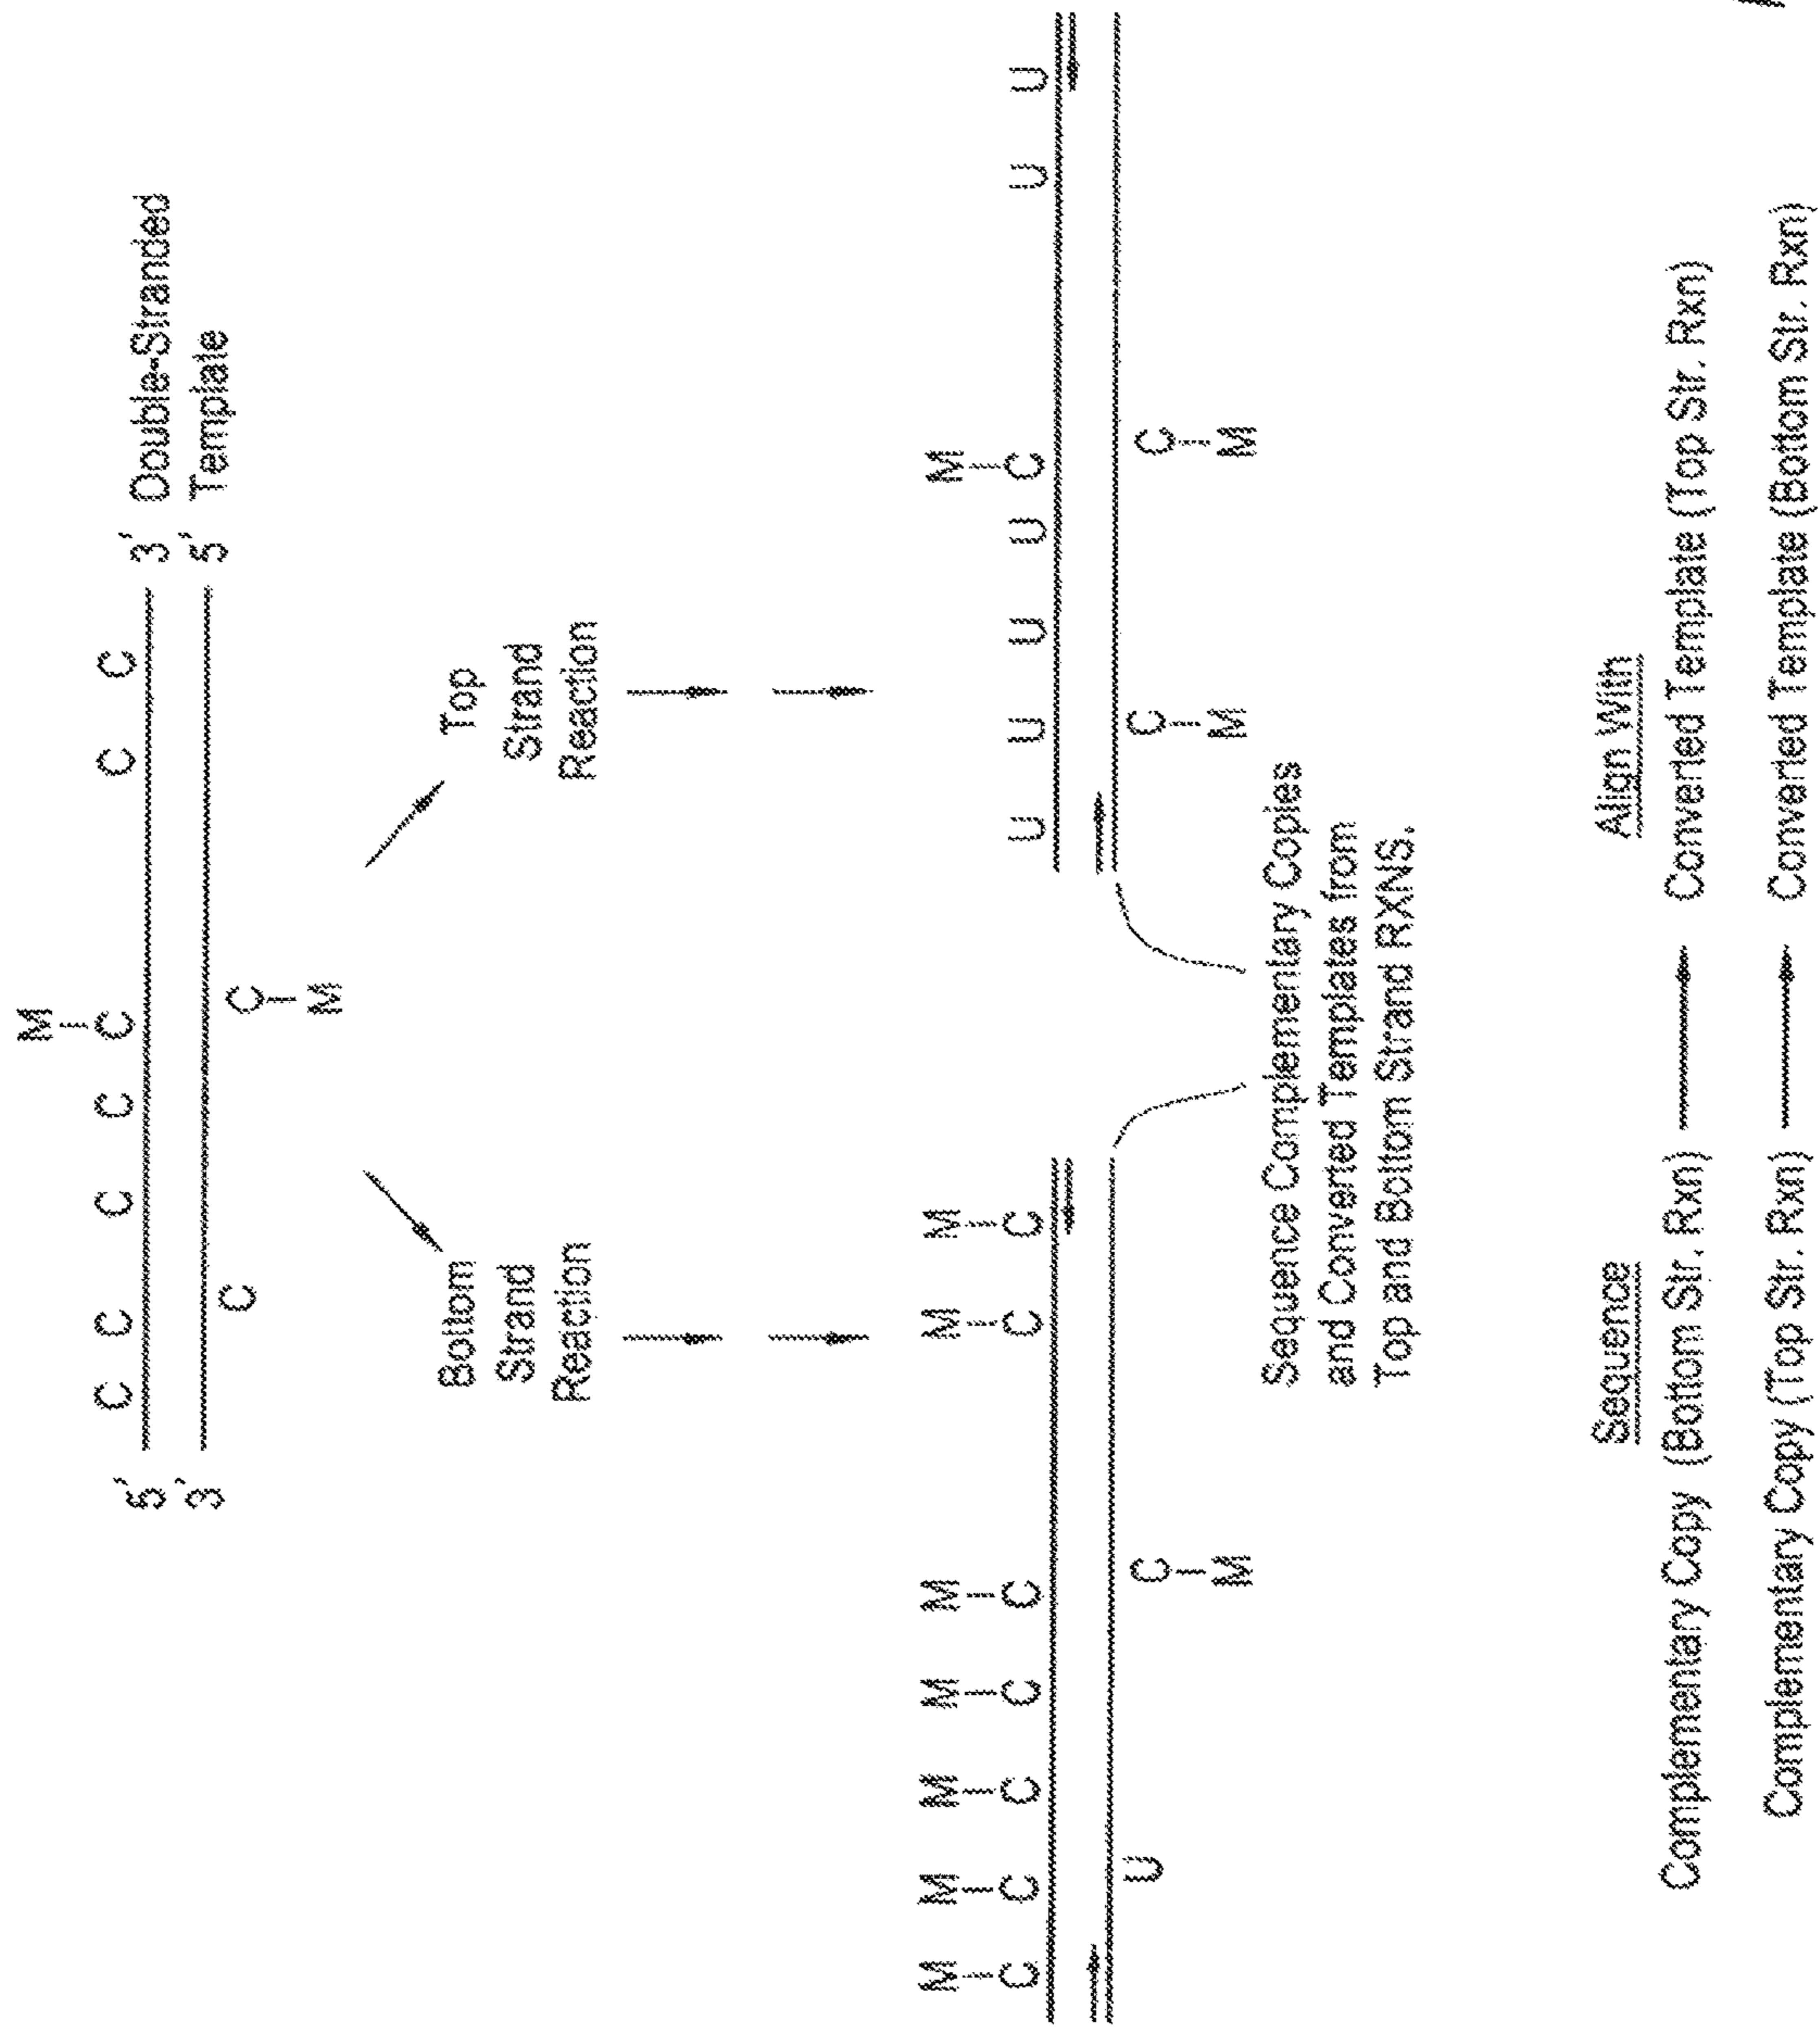 M
C C C C C C C
5' 3' Double-Stranded
3' 5' Template
C C
M
Bottom
Strand
Reaction
Top
Strand
Reaction
M M M M M M M
C C C C C C C
U C
M
M
U U U U C U U
C C
M M
Sequence Complementary Copies
and Converted Templates from
Top and Bottom Strand RXNS.
Sequence Align With
Complementary Copy (Bottom Str. Rxn) Converted Template (Top Str. Rxn)
Complementary Copy (Top Str. Rxn) Converted Template (Bottom Str. Rxn)